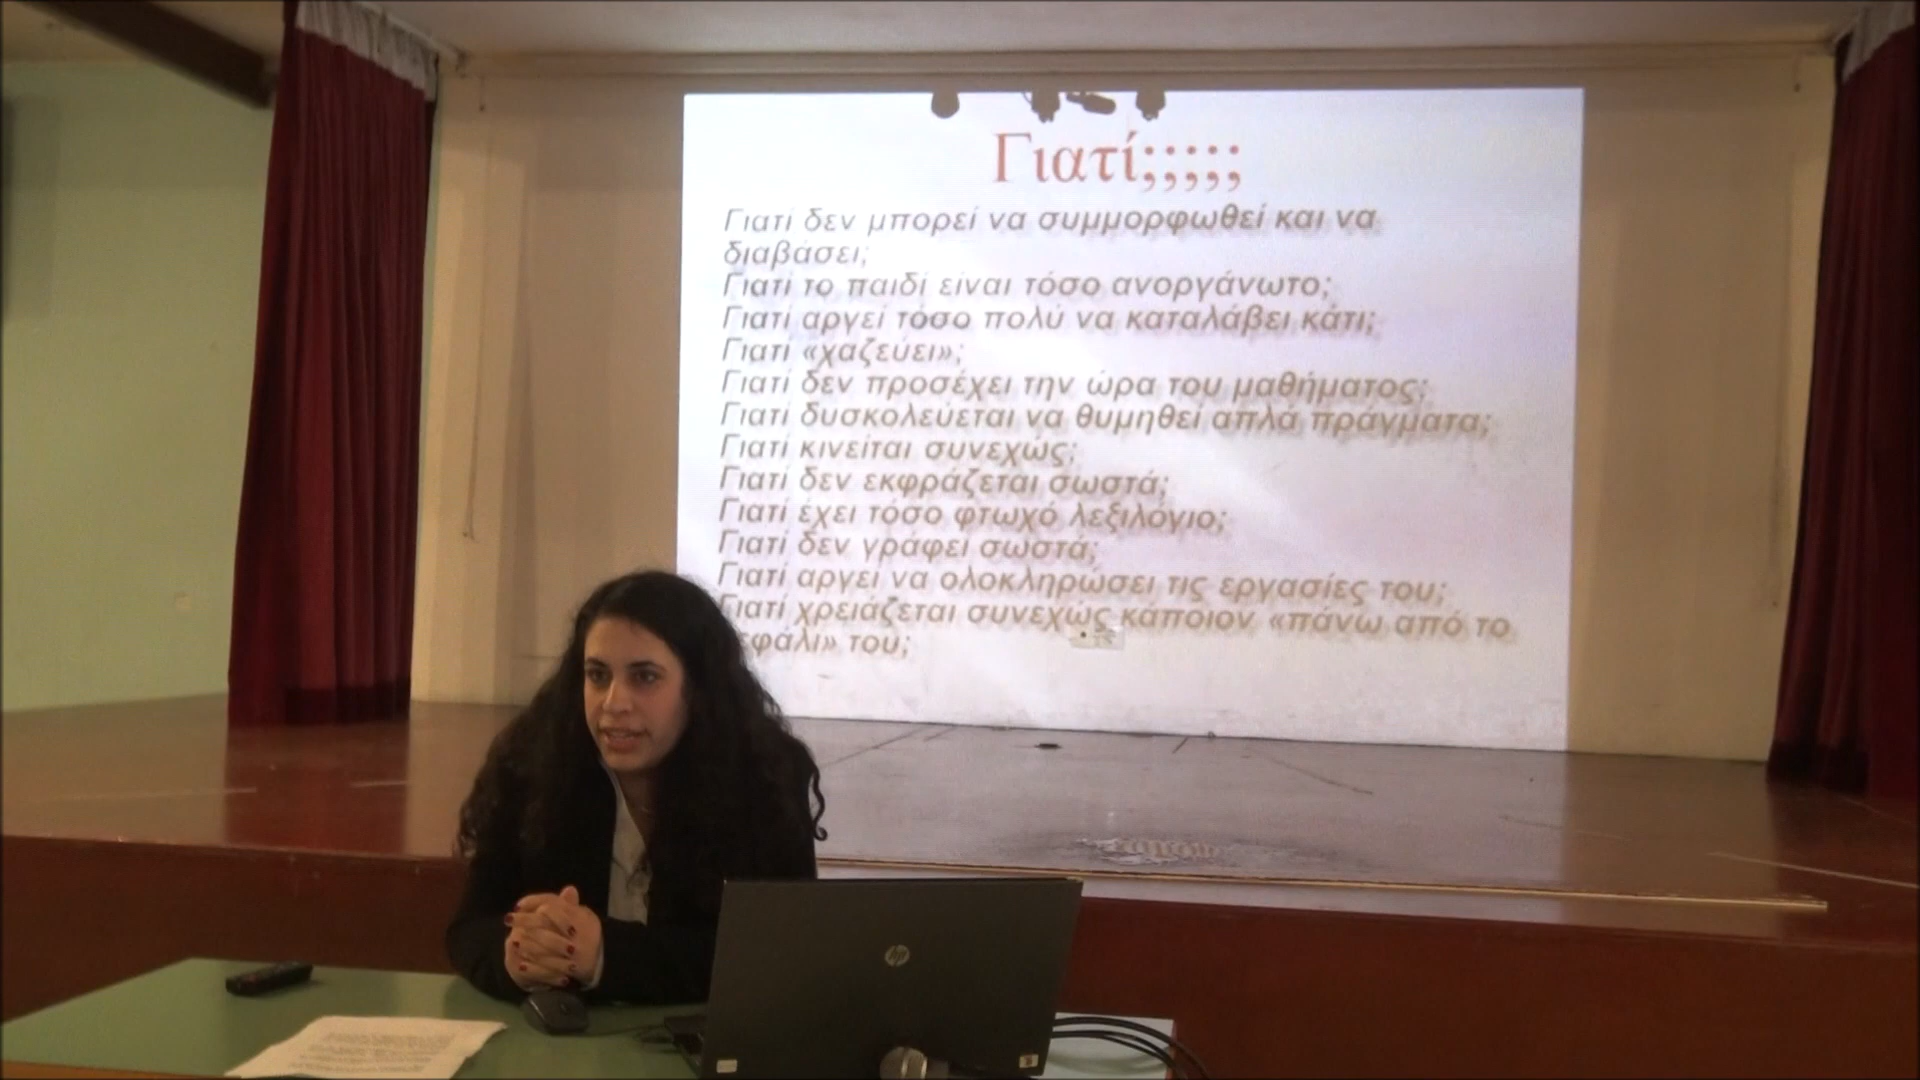 Γιατί;;;;;
Γιατί δεν μπορεί να συμμορφωθεί και να
διαβάσει;
Γιατί το παιδί είναι τόσο ανοργάνωτο;
Γιατί αργεί τόσο πολύ να καταλάβει κάτι;
Γιατί «χαζεύει»;
Γιατί δεν προσέχει την ώρα του μαθήματος;
Γιατί δυσκολεύεται να θυμηθεί απλά πράγματα;
Γιατί κινείται συνεχώς;
Γιατί δεν εκφράζεται σωστά;
Γιατί έχει τόσο φτωχό λεξιλόγιο;
Γιατί δεν γράφει σωστά;
Γιατί αργεί να ολοκληρώσει τις εργασίες του;
Γιατί χρειάζεται συνεχώς κάποιον «πάνω από το
εφάλι» του;
hp